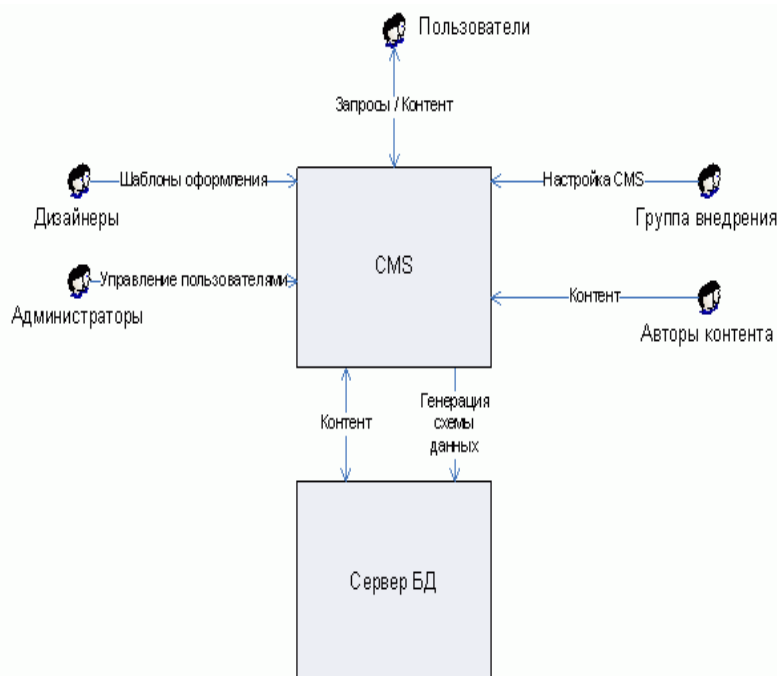 Пользователи
Запросы / Контент
Шаблоны оформления
Настройка CMS
Дизайнеры
Группа внедрения
CMS
Управление пользователями
Контент
Администраторы
Авторы контента
Контент
Генерация
схемы
данных
Сервер БД